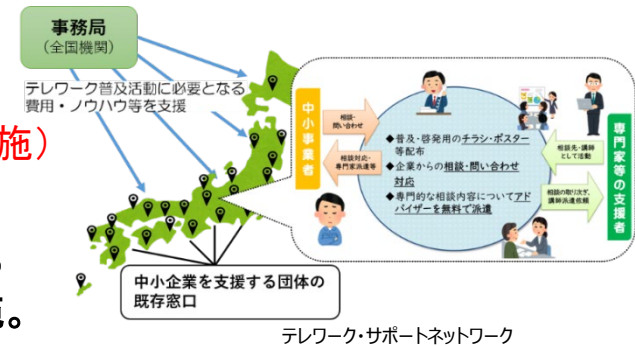 事務局
(全国機関)
テレワーク普及活動に必要となる
費用・ノウハウ等を支援
施)
中小事業者
相談・
問い合わせ
相談対応・
専門家派遣等
◆普及・啓発用のチラシ・ポスター
等配布
◆企業からの相談・問い合わせ
対応
◆専門的な相談内容についてアド
バイザーを無料で派遣
相談先・講師
として活動
相談の取り次ぎ、
講師派遣依頼
専門家等の支援者
中小企業を支援する団体の
既存窓口
。
テレワーク・サポートネットワーク